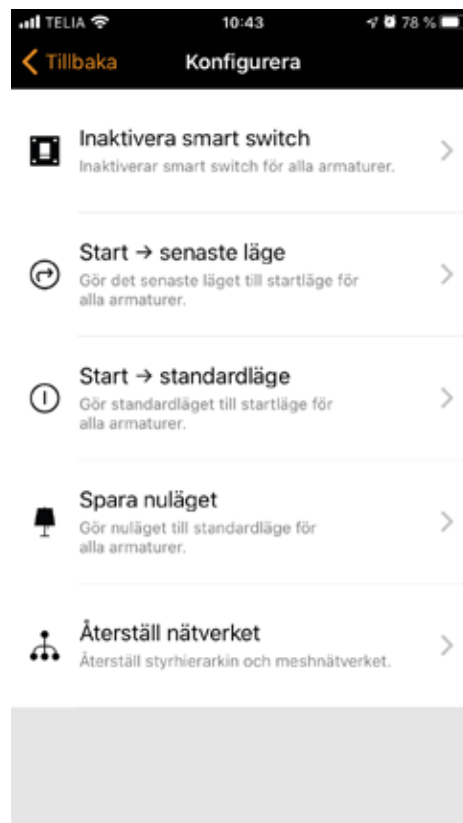 TELIA 10:43 78 %
Tillbaka Konfigurera
Inaktivera smart switch
Inaktiverar smart switch för alla armaturer.
Start → senaste läge
Gör det senaste läget till startläge för
alla armaturer.
Start → standardläge
Gör standardläget till startläge för
alla armaturer.
Spara nuläget
Gör nuläget till standardläge för
alla armaturer.
Återställ nätverket
Återställ styrhierarkin och meshnätverket.